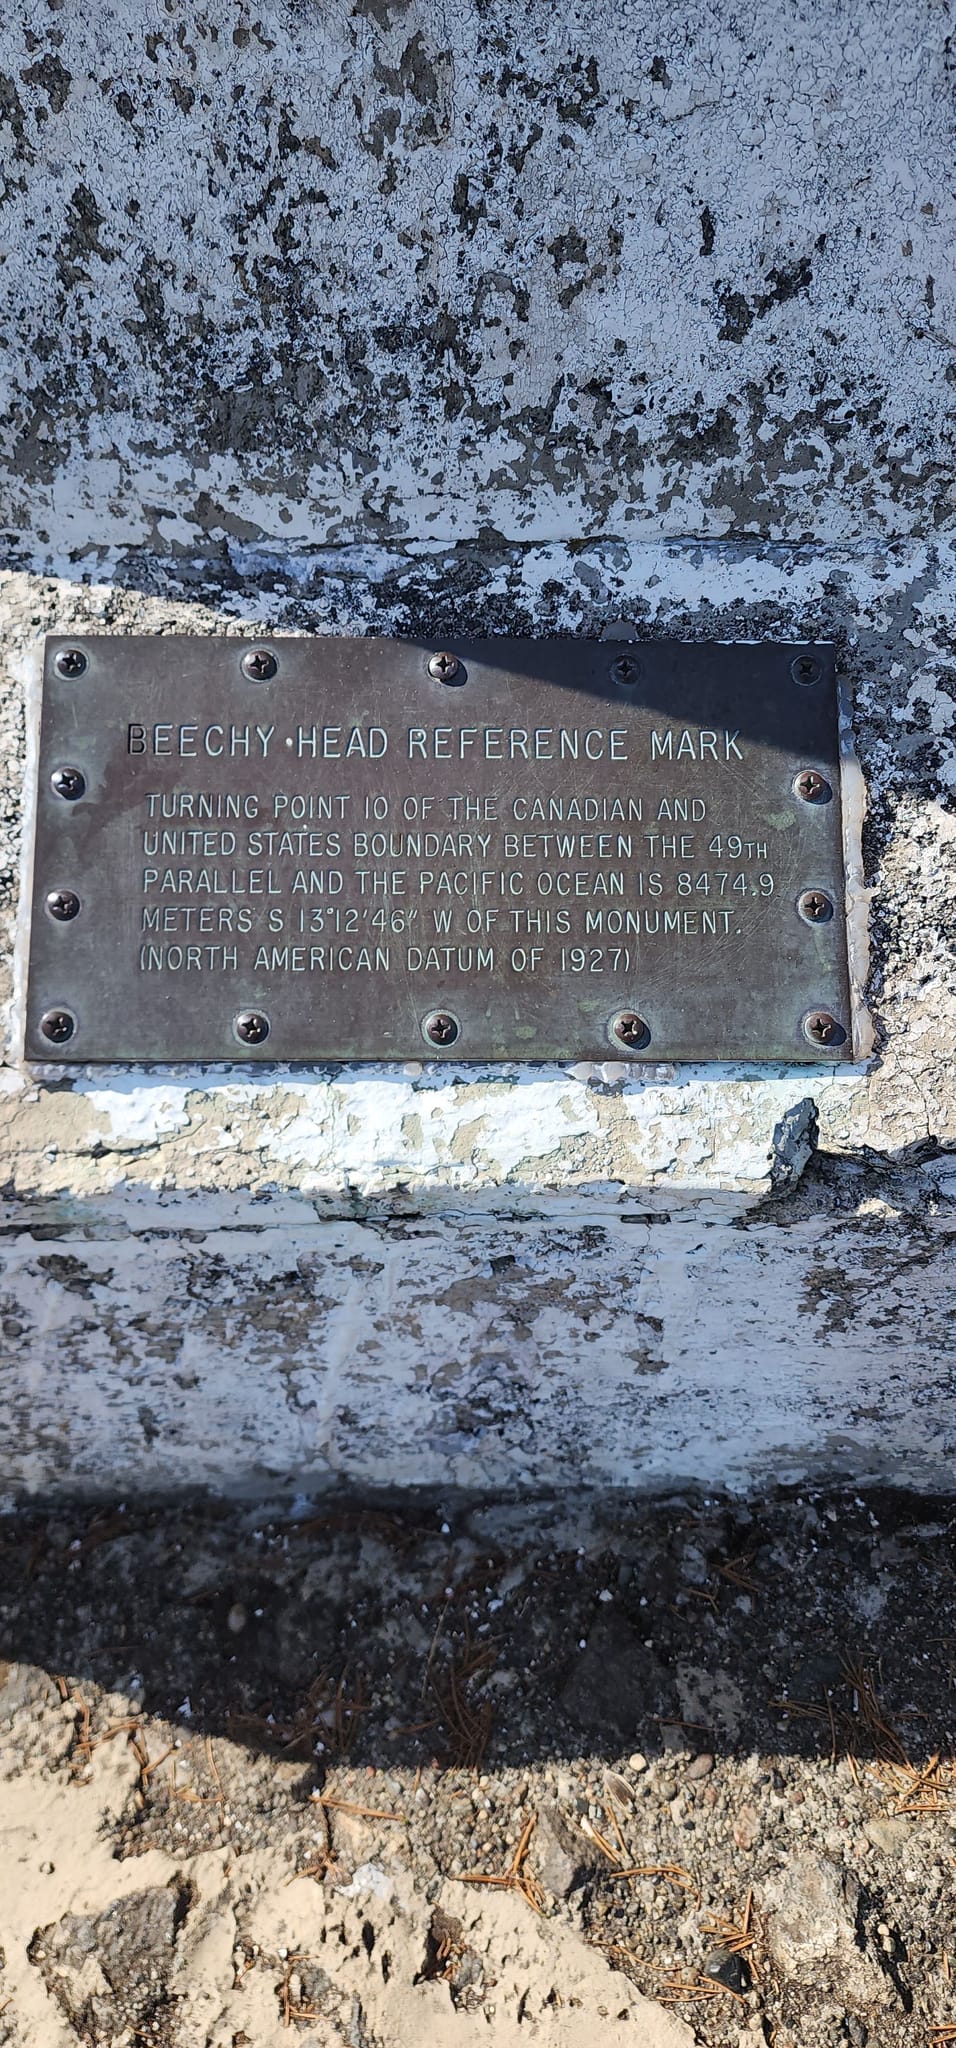 BEECHY HEAD REFERENCE MARK
TURNING POINT 10 OF THE CANADIAN AND
UNITED STATES BOUNDARY BETWEEN THE 49TH
PARALLEL AND THE PACIFIC OCEAN IS 8474.9
METERS S 13°12'46" W OF THIS MONUMENT.
(NORTH AMERICAN DATUM OF 1927)